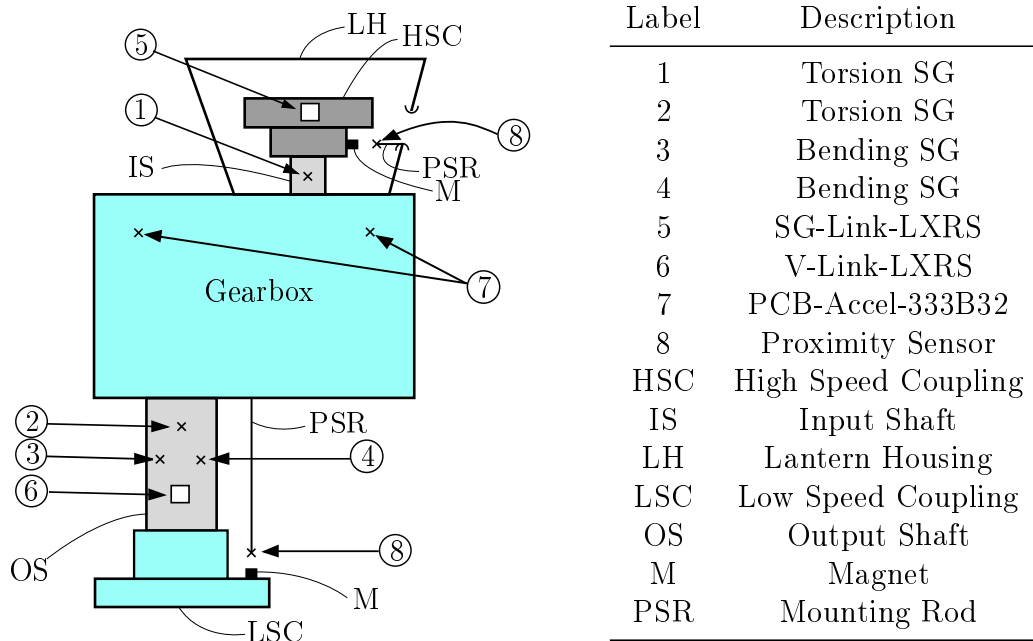 LH
HSC
5
1
8
IS
PSR
M
Gearbox
7
2
PSR
3
4
6
8
OS
M
LSC
Label Description
1 Torsion SG
2 Torsion SG
3 Bending SG
4 Bending SG
5 SG-Link-LXRS
6 V-Link-LXRS
7 PCB-Accel-333B32
8 Proximity Sensor
HSC High Speed Coupling
IS Input Shaft
LH Lantern Housing
LSC Low Speed Coupling
OS Output Shaft
M Magnet
PSR Mounting Rod